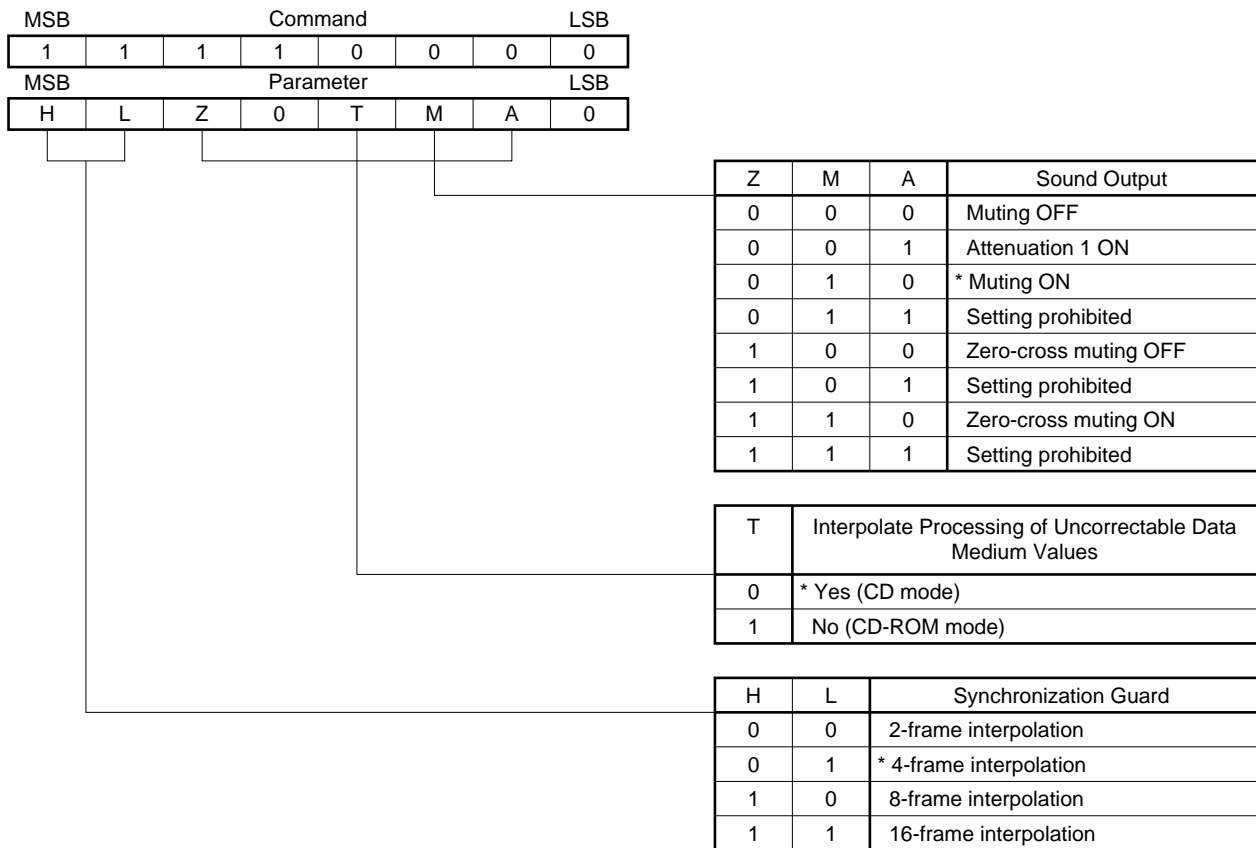 MSB Command LSB
1 1 1 1 0 0 0 0
MSB Parameter LSB
H L Z 0 T M A 0
Z M A Sound Output
0 0 0 Muting OFF
0 0 1 Attenuation 1 ON
0 1 0 * Muting ON
0 1 1 Setting prohibited
1 0 0 Zero-cross muting OFF
1 0 1 Setting prohibited
1 1 0 Zero-cross muting ON
1 1 1 Setting prohibited
T Interpolate Processing of Uncorrectable Data
Medium Values
0 * Yes (CD mode)
1 No (CD-ROM mode)
H L Synchronization Guard
0 0 2-frame interpolation
0 1 * 4-frame interpolation
1 0 8-frame interpolation
1 1 16-frame interpolation